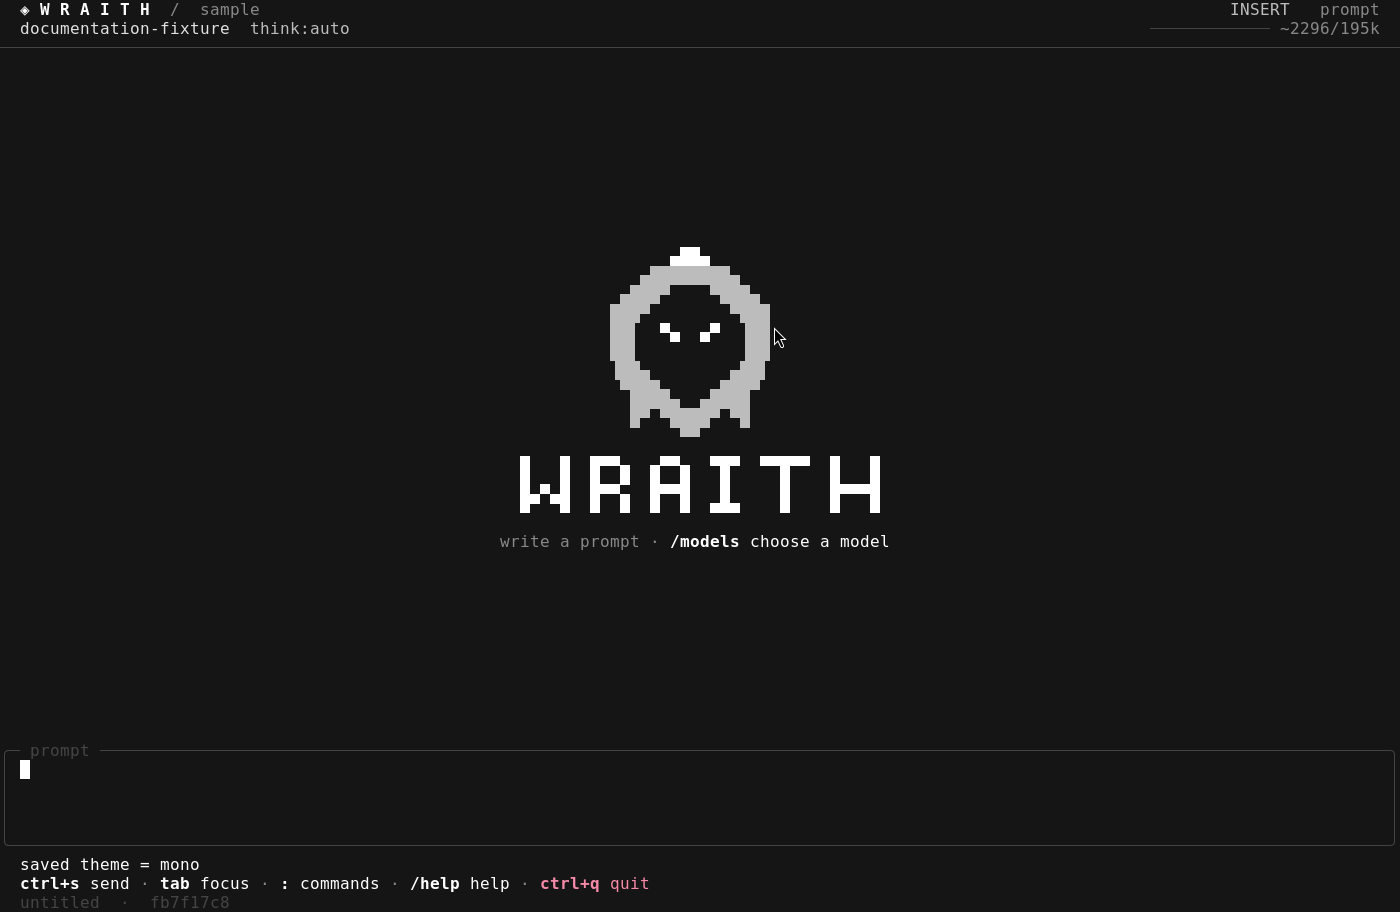 ◈ W R A I T H / sample INSERT prompt
documentation-fixture think:auto ~2296/195k
WRAITH
write a prompt · /models choose a model
prompt
saved theme = mono
ctrl+s send · tab focus · : commands · /help help · ctrl+q quit
untitled · fb7f17c8